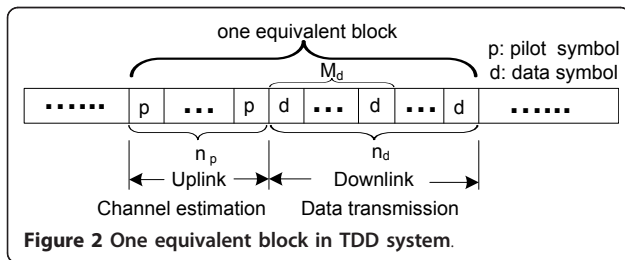 one equivalent block
p: pilot symbol
d: data symbol
M_d
...... p ... p d ... d ... d ......
n_p n_d
Uplink Downlink
Channel estimation Data transmission
Figure 2 One equivalent block in TDD system.